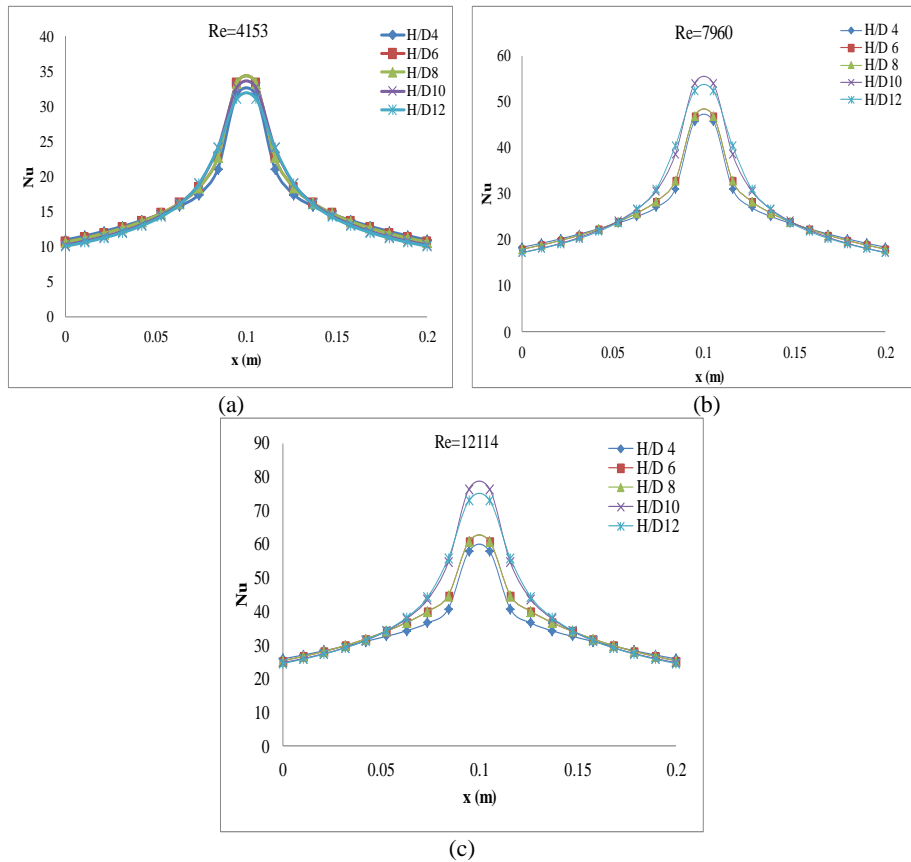 Re=4153
40
35
30
25
20
15
10
5
0
Nu
0
0.05
0.1
0.15
0.2
x (m)
H/D4
H/D6
H/D8
H/D10
H/D12
(a)
Re=7960
60
50
40
30
20
10
0
Nu
0
0.05
0.1
0.15
0.2
x (m)
H/D 4
H/D 6
H/D 8
H/D10
H/D12
(b)
Re=12114
90
80
70
60
50
40
30
20
10
0
Nu
0
0.05
0.1
0.15
0.2
x (m)
H/D 4
H/D 6
H/D 8
H/D10
H/D12
(c)